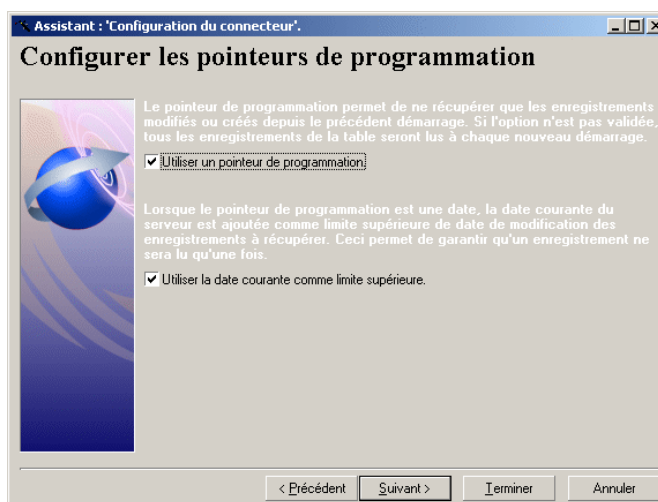 Assistant : 'Configuration du connecteur'.
Configurer les pointeurs de programmation
Le pointeur de programmation permet de ne récupérer que les enregistrements
modifiés ou créés depuis le précédent démarrage. Si l'option n'est pas validée,
tous les enregistrements de la table seront lus à chaque nouveau démarrage.
Utiliser un pointeur de programmation.
Lorsque le pointeur de programmation est une date, la date courante du
serveur est ajoutée comme limite supérieure de date de modification des
enregistrements à récupérer. Ceci permet de garantir qu'un enregistrement ne
sera lu qu'une fois.
Utiliser la date courante comme limite supérieure.
< Précédent
Suivant >
Terminer
Annuler